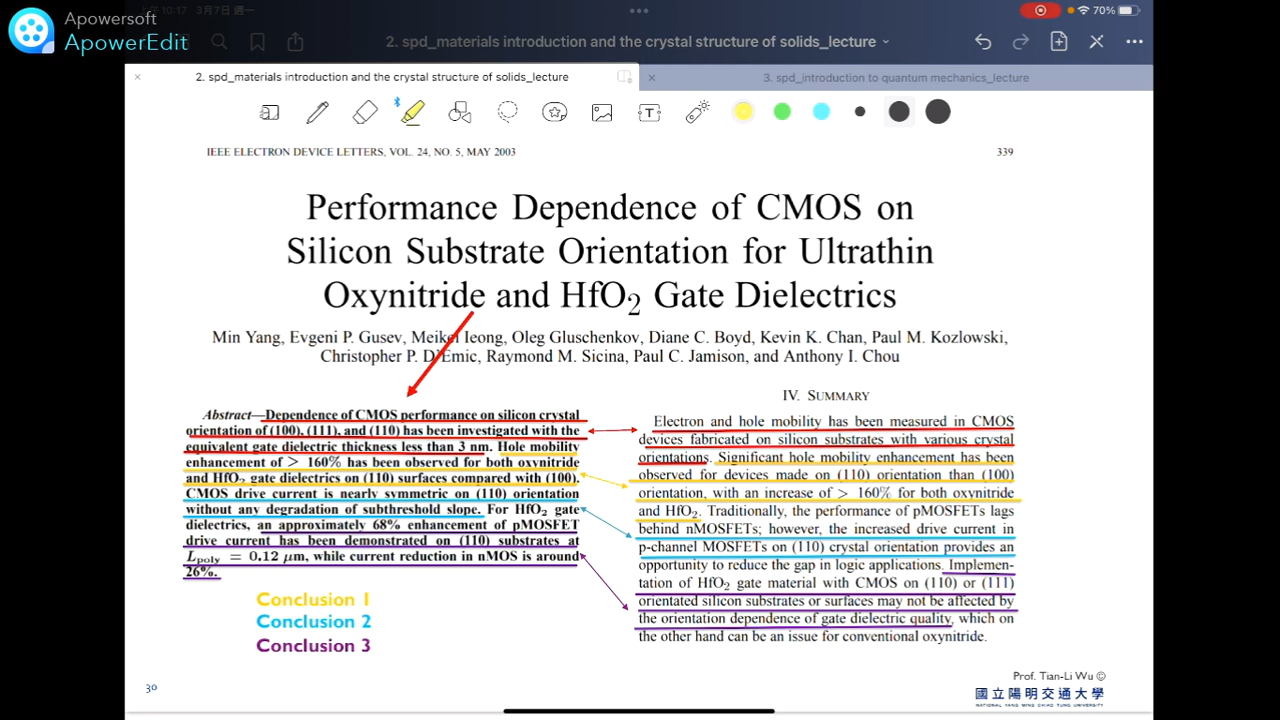 Apowersoft
ApowerEdit
10:17 3月7日 週一
70%
2. spd_materials introduction and the crystal structure of solids_lecture
2. spd_materials introduction and the crystal structure of solids_lecture
3. spd_introduction to quantum mechanics_lecture
IEEE ELECTRON DEVICE LETTERS, VOL. 24, NO. 5, MAY 2003
339
Performance Dependence of CMOS on
Silicon Substrate Orientation for Ultrathin
Oxynitride and HfO2 Gate Dielectrics
Min Yang, Evgeni P. Gusev, Meikei Ieong, Oleg Gluschenkov, Diane C. Boyd, Kevin K. Chan, Paul M. Kozlowski,
Christopher P. D'Emic, Raymond M. Sicina, Paul C. Jamison, and Anthony I. Chou
Abstract—Dependence of CMOS performance on silicon crystal
orientation of (100), (111), and (110) has been investigated with the
equivalent gate dielectric thickness less than 3 nm. Hole mobility
enhancement of > 160% has been observed for both oxynitride
and HfO2 gate dielectrics on (110) surfaces compared with (100).
CMOS drive current is nearly symmetric on (110) orientation
without any degradation of subthreshold slope. For HfO2 gate
dielectrics, an approximately 68% enhancement of pMOSFET
drive current has been demonstrated on (110) substrates at
Lpoly = 0.12 μm, while current reduction in nMOS is around
26%.
Conclusion 1
Conclusion 2
Conclusion 3
IV. SUMMARY
Electron and hole mobility has been measured in CMOS
devices fabricated on silicon substrates with various crystal
orientations. Significant hole mobility enhancement has been
observed for devices made on (110) orientation than (100)
orientation, with an increase of > 160% for both oxynitride
and HfO2. Traditionally, the performance of pMOSFETs lags
behind nMOSFETs; however, the increased drive current in
p-channel MOSFETs on (110) crystal orientation provides an
opportunity to reduce the gap in logic applications. Implemen-
tation of HfO2 gate material with CMOS on (110) or (111)
orientated silicon substrates or surfaces may not be affected by
the orientation dependence of gate dielectric quality, which on
the other hand can be an issue for conventional oxynitride.
30
Prof. Tian-Li Wu ©
國立陽明交通大學
NATIONAL YANG MING CHIAO TUNG UNIVERSITY